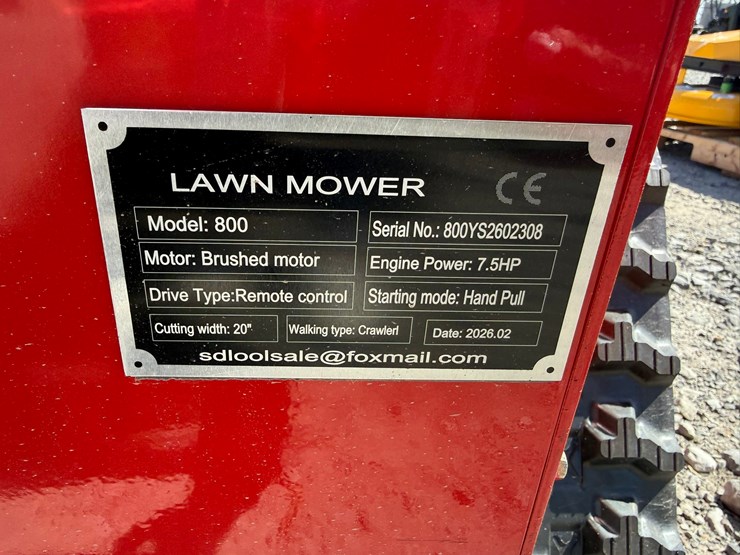 LAWN MOWER CE
Model: 800
Serial No.: 800YS2602308
Motor: Brushed motor
Engine Power: 7.5HP
Drive Type:Remote control
Starting mode: Hand Pull
Cutting width: 20"
Walking type: Crawlerl
Date: 2026.02
sdloolsale@foxmail.com